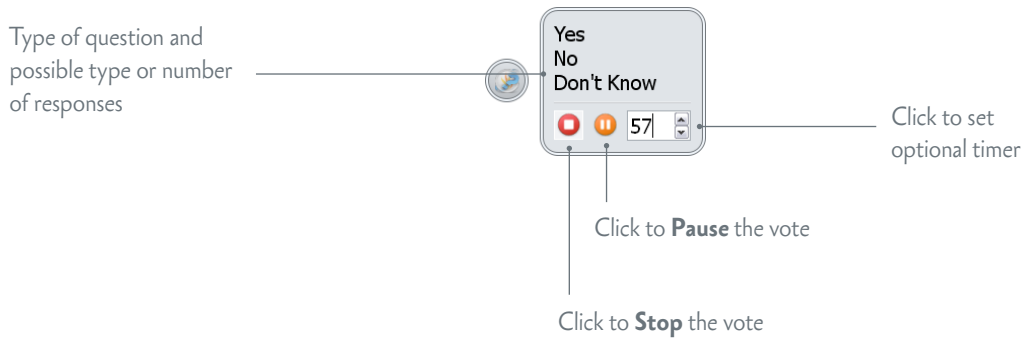 Type of question and
possible type or number
of responses
Yes
No
Don't Know
57
Click to set
optional timer
Click to Pause the vote
Click to Stop the vote